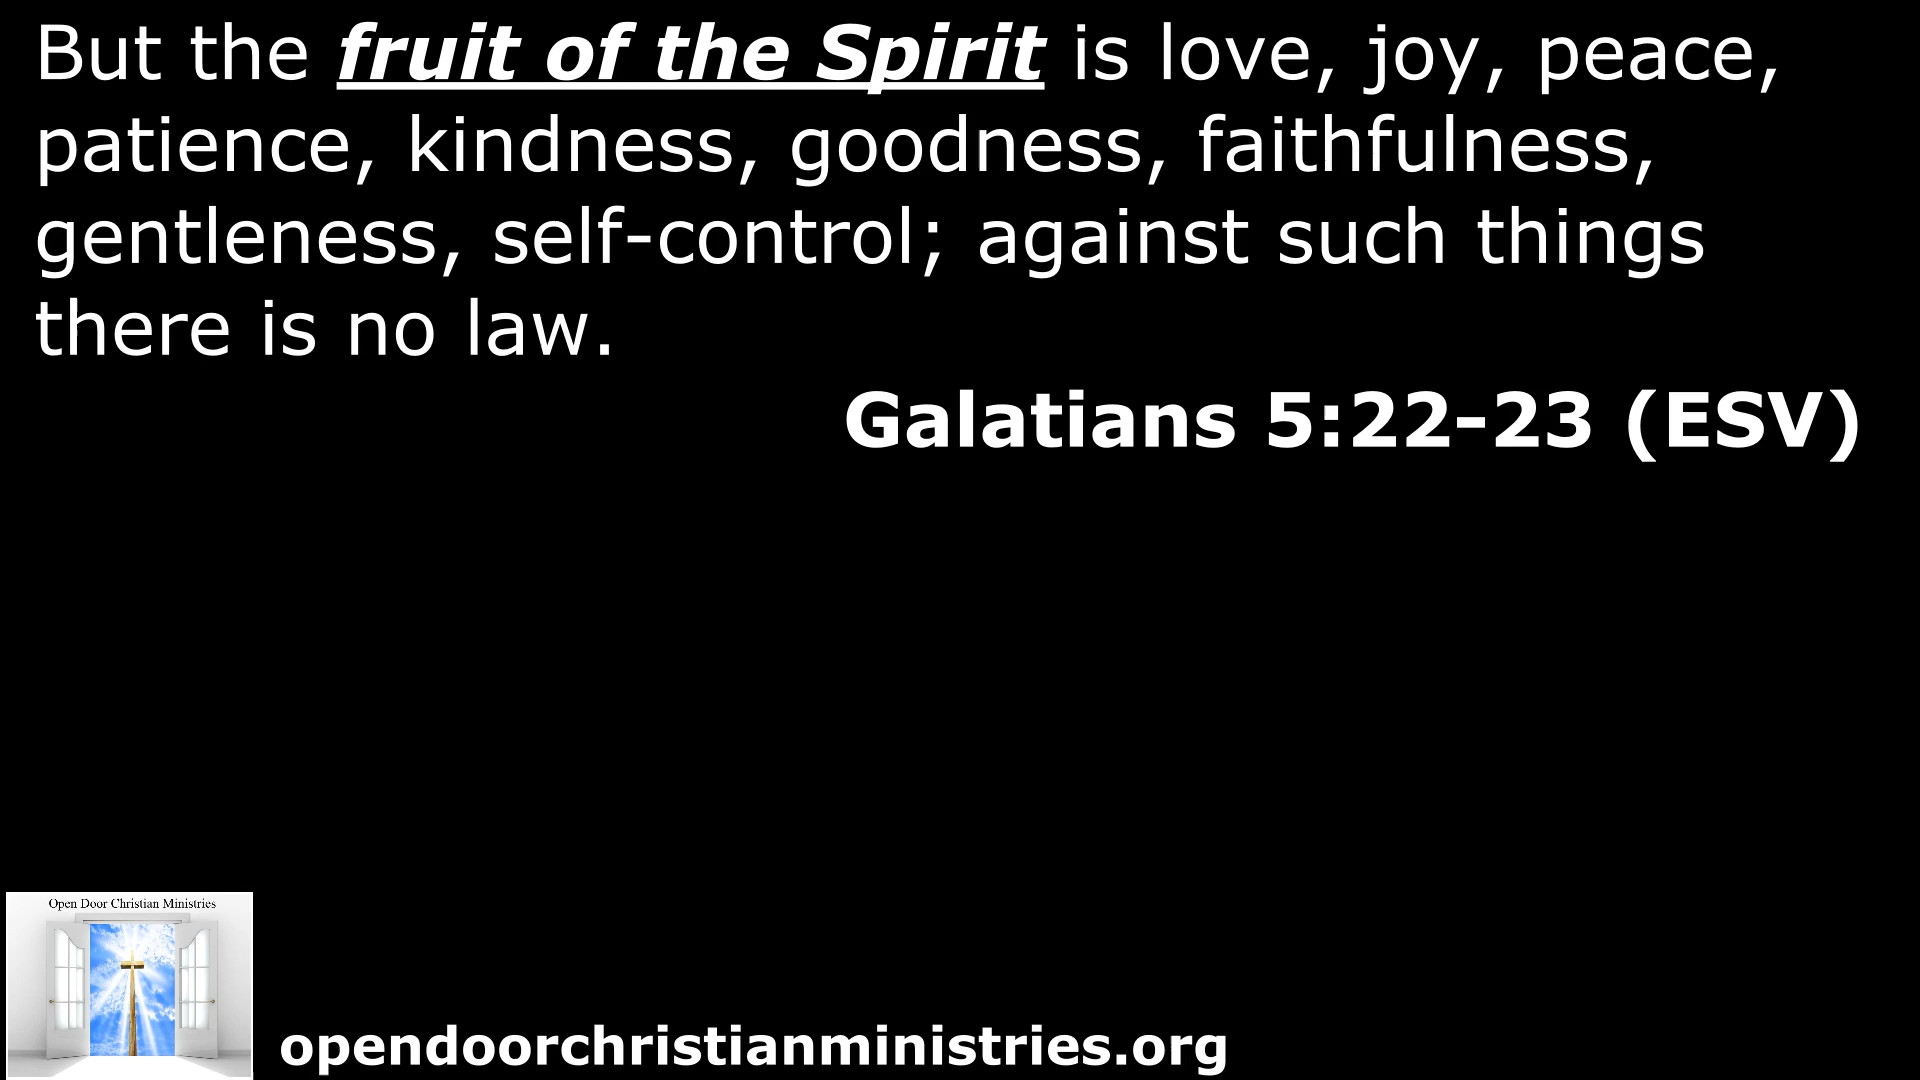 But the fruit of the Spirit is love, joy, peace,
patience, kindness, goodness, faithfulness,
gentleness, self-control; against such things
there is no law.
Galatians 5:22-23 (ESV)
Open Door Christian Ministries
opendoorchristianministries.org